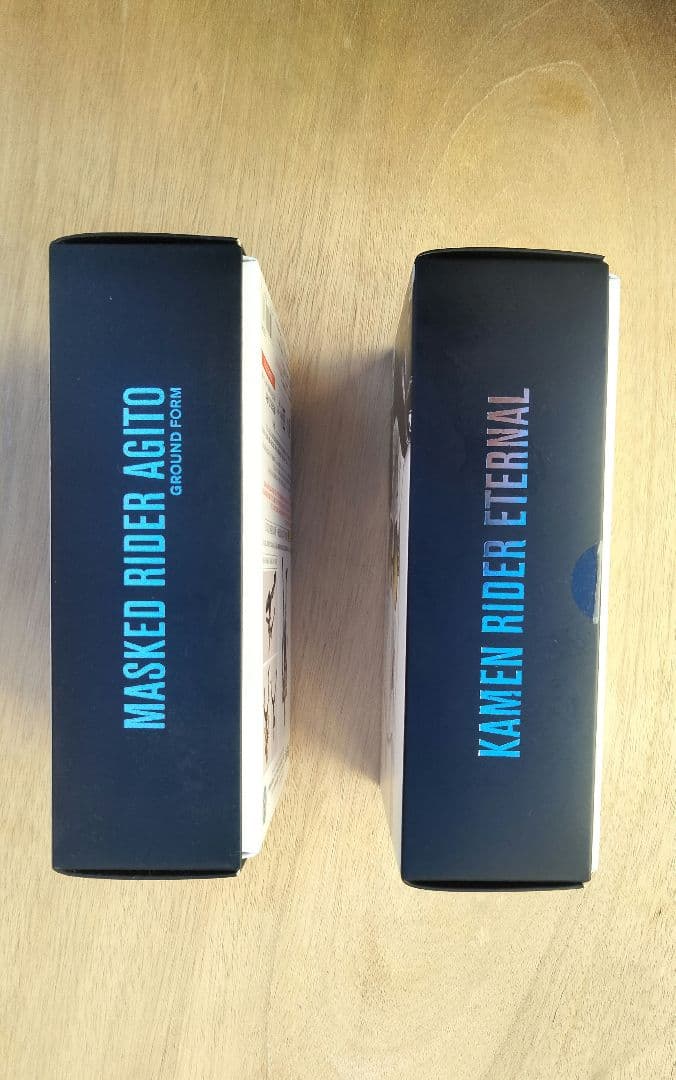 MASKED RIDER AGITO
GROUND FORM
KAMEN RIDER ETERNAL